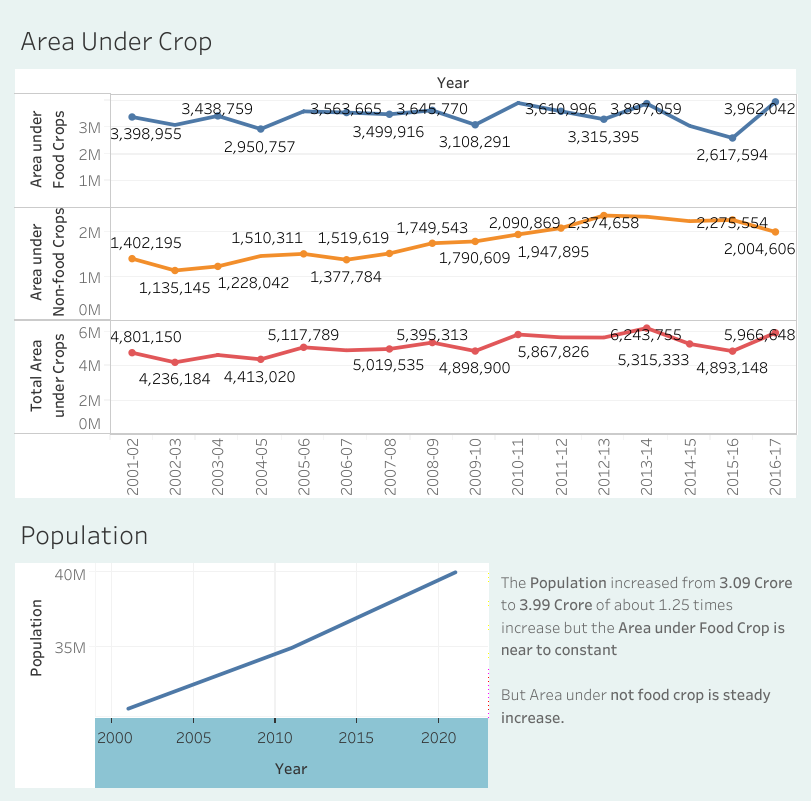 Area Under Crop
Year
Area under
Food Crops
3M
2M
1M
3,398,955
3,438,759
2,950,757
3,563,665
3,499,916
3,645,770
3,108,291
3,610,996
3,315,395
3,897,059
2,617,594
3,962,042
Area under
Non-food Crops
2M
1M
0M
1,402,195
1,135,145
1,228,042
1,510,311
1,377,784
1,519,619
1,749,543
1,790,609
2,090,869
1,947,895
2,374,658
2,275,554
2,004,606
Total Area
under Crops
6M
4M
2M
0M
4,801,150
4,236,184
4,413,020
5,117,789
5,019,535
5,395,313
4,898,900
5,867,826
6,243,755
5,315,333
4,893,148
5,966,648
2001-02
2002-03
2003-04
2004-05
2005-06
2006-07
2007-08
2008-09
2009-10
2010-11
2011-12
2012-13
2013-14
2014-15
2015-16
2016-17
Population
Population
40M
35M
2000
2005
2010
2015
2020
Year
The Population increased from 3.09 Crore
to 3.99 Crore of about 1.25 times
increase but the Area under Food Crop is
near to constant
But Area under not food crop is steady
increase.